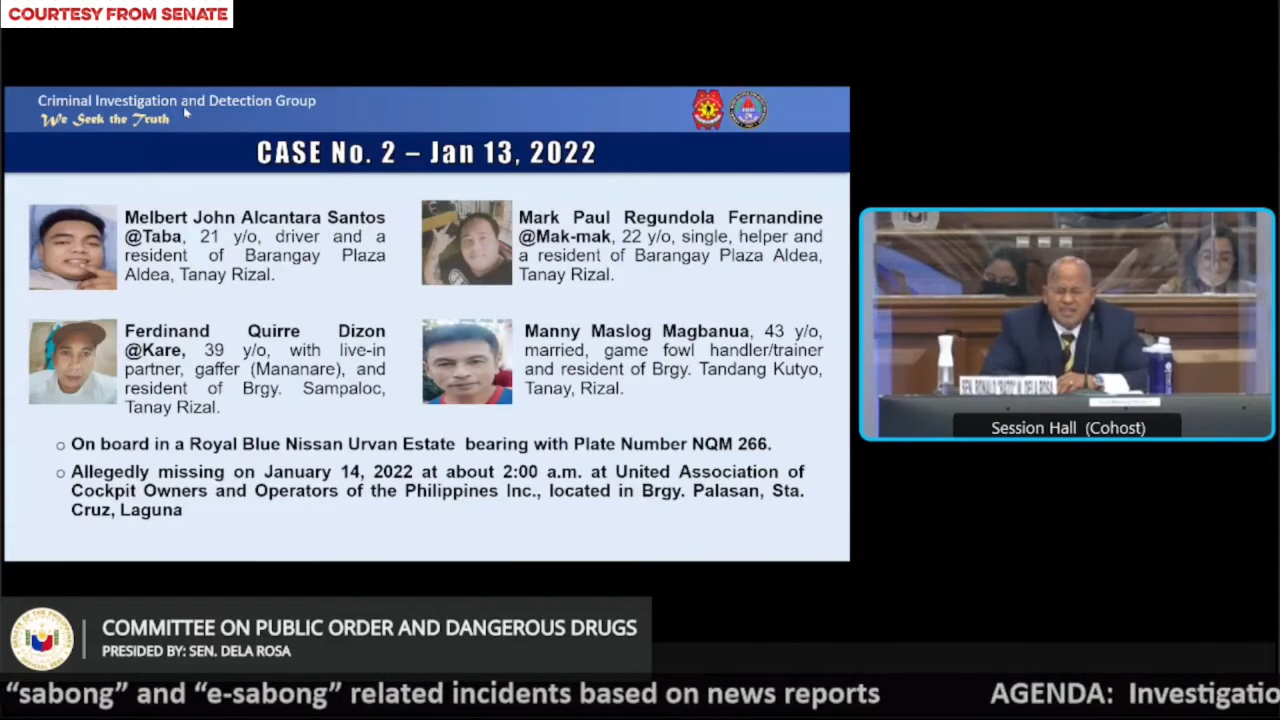 COURTESY FROM SENATE
Criminal Investigation and Detection Group
We Seek the Truth
CASE No. 2 – Jan 13, 2022
Melbert John Alcantara Santos
@Taba, 21 y/o, driver and a
resident of Barangay Plaza
Aldea, Tanay Rizal.
Mark Paul Regundola Fernandine
@Mak-mak, 22 y/o, single, helper and
a resident of Barangay Plaza Aldea,
Tanay Rizal.
Ferdinand Quirre Dizon
@Kare, 39 y/o, with live-in
partner, gaffer (Mananare), and
resident of Brgy. Sampaloc,
Tanay Rizal.
Manny Maslog Magbanua, 43 y/o,
married, game fowl handler/trainer
and resident of Brgy. Tandang Kutyo,
Tanay, Rizal.
○ On board in a Royal Blue Nissan Urvan Estate bearing with Plate Number NQM 266.
○ Allegedly missing on January 14, 2022 at about 2:00 a.m. at United Association of
Cockpit Owners and Operators of the Philippines Inc., located in Brgy. Palasan, Sta.
Cruz, Laguna
SEN. RONALD "BATO" M. DELA ROSA
Session Hall (Cohost)
COMMITTEE ON PUBLIC ORDER AND DANGEROUS DRUGS
PRESIDED BY: SEN. DELA ROSA
“sabong” and “e-sabong” related incidents based on news reports AGENDA: Investigatio